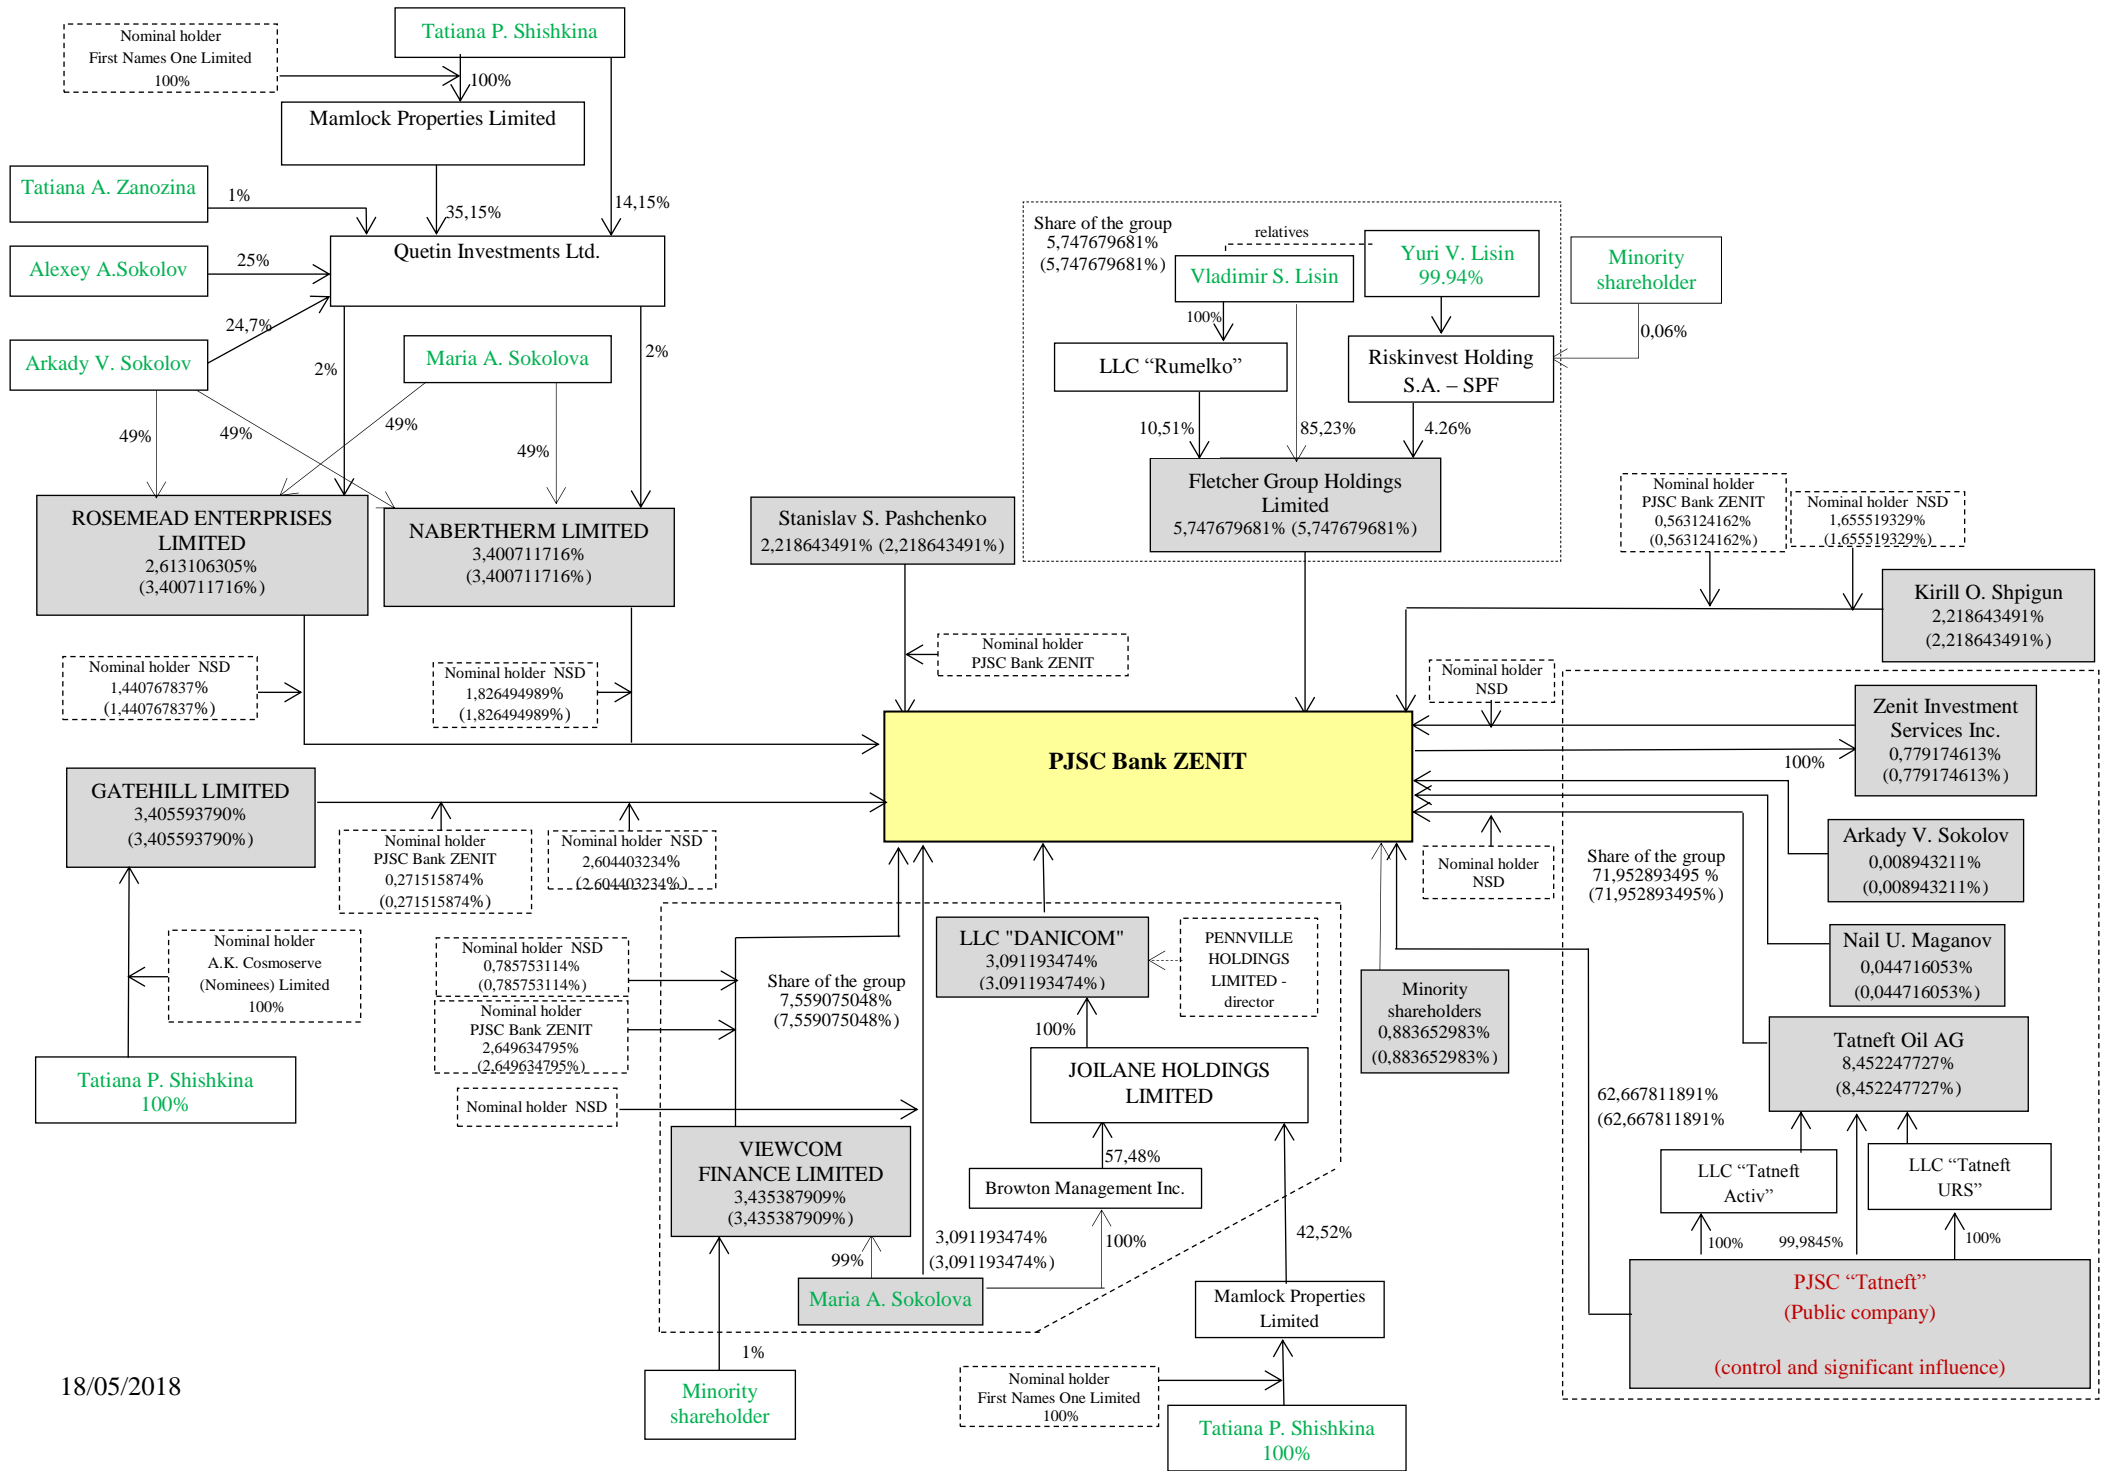 Nominal holder
First Names One Limited
100%
Tatiana P. Shishkina
100%
Mamlock Properties Limited
Tatiana A. Zanozina
1%
35,15%
14,15%
Quetin Investments Ltd.
Alexey A.Sokolov
25%
24,7%
Arkady V. Sokolov
2%
Maria A. Sokolova
2%
49%
49%
49%
49%
ROSEMEAD ENTERPRISES
LIMITED
2,613106305%
(3,400711716%)
NABERTHERM LIMITED
3,400711716%
(3,400711716%)
Nominal holder  NSD
1,440767837%
(1,440767837%)
Nominal holder  NSD
1,826494989%
(1,826494989%)
Stanislav S. Pashchenko
2,218643491% (2,218643491%)
Nominal holder
PJSC Bank ZENIT
Share of the group
5,747679681%
(5,747679681%)
relatives
Vladimir S. Lisin
Yuri V. Lisin
99.94%
Minority
shareholder
100%
0,06%
LLC “Rumelko”
Riskinvest Holding
S.A. – SPF
10,51%
85,23%
4.26%
Fletcher Group Holdings
Limited
5,747679681% (5,747679681%)
Nominal holder
PJSC Bank ZENIT
0,563124162%
(0,563124162%)
Nominal holder  NSD
1,655519329%
(1,655519329%)
Kirill O. Shpigun
2,218643491%
(2,218643491%)
Nominal holder
NSD
Zenit Investment
Services Inc.
0,779174613%
(0,779174613%)
100%
PJSC Bank ZENIT
GATEHILL LIMITED
3,405593790%
(3,405593790%)
Nominal holder
PJSC Bank ZENIT
0,271515874%
(0,271515874%)
Nominal holder  NSD
2,604403234%
(2,604403234%)
Nominal holder
A.K. Cosmoserve
(Nominees) Limited
100%
Tatiana P. Shishkina
100%
Nominal holder
NSD
Share of the group
71,952893495 %
(71,952893495%)
Arkady V. Sokolov
0,008943211%
(0,008943211%)
Nail U. Maganov
0,044716053%
(0,044716053%)
Tatneft Oil AG
8,452247727%
(8,452247727%)
Nominal holder  NSD
0,785753114%
(0,785753114%)
Nominal holder
PJSC Bank ZENIT
2,649634795%
(2,649634795%)
Share of the group
7,559075048%
(7,559075048%)
LLC "DANICOM"
3,091193474%
(3,091193474%)
PENNVILLE
HOLDINGS
LIMITED -
director
Minority
shareholders
0,883652983%
(0,883652983%)
100%
JOILANE HOLDINGS
LIMITED
Nominal holder  NSD
62,667811891%
(62,667811891%
VIEWCOM
FINANCE LIMITED
3,435387909%
(3,435387909%)
57,48%
Browton Management Inc.
LLC “Tatneft
Activ”
LLC “Tatneft
URS”
99%
3,091193474%
(3,091193474%)
100%
42,52%
100%
99,9845%
100%
Maria A. Sokolova
Mamlock Properties
Limited
PJSC “Tatneft”
(Public company)
(control and significant influence)
1%
Minority
shareholder
Nominal holder
First Names One Limited
100%
Tatiana P. Shishkina
100%
18/05/2018